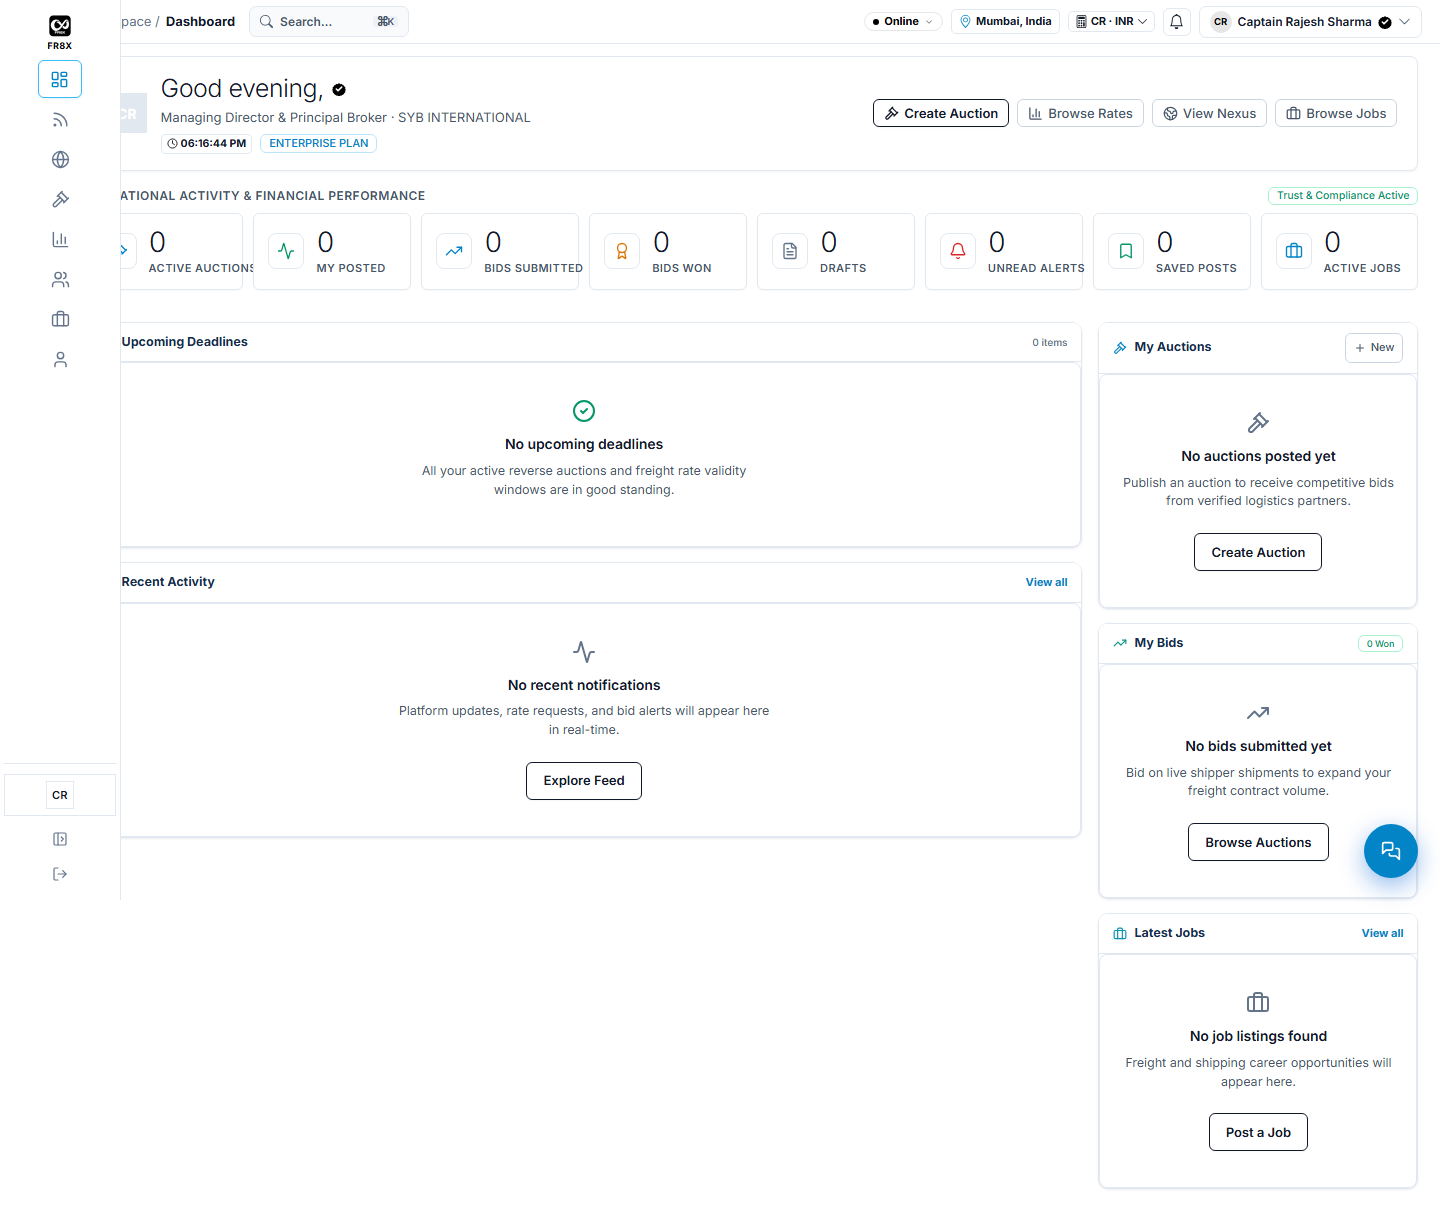 FR8X
pace / Dashboard
Search...
⌘K
Online
Mumbai, India
CR · INR
CR
Captain Rajesh Sharma
CR
Good evening,
Managing Director & Principal Broker · SYB INTERNATIONAL
06:16:44 PM
ENTERPRISE PLAN
Create Auction
Browse Rates
View Nexus
Browse Jobs
ATIONAL ACTIVITY & FINANCIAL PERFORMANCE
Trust & Compliance Active
0
ACTIVE AUCTIONS
0
MY POSTED
0
BIDS SUBMITTED
0
BIDS WON
0
DRAFTS
0
UNREAD ALERTS
0
SAVED POSTS
0
ACTIVE JOBS
Upcoming Deadlines
0 items
No upcoming deadlines
All your active reverse auctions and freight rate validity
windows are in good standing.
Recent Activity
View all
No recent notifications
Platform updates, rate requests, and bid alerts will appear here
in real-time.
Explore Feed
My Auctions
+ New
No auctions posted yet
Publish an auction to receive competitive bids
from verified logistics partners.
Create Auction
My Bids
0 Won
No bids submitted yet
Bid on live shipper shipments to expand your
freight contract volume.
Browse Auctions
Latest Jobs
View all
No job listings found
Freight and shipping career opportunities will
appear here.
Post a Job
CR